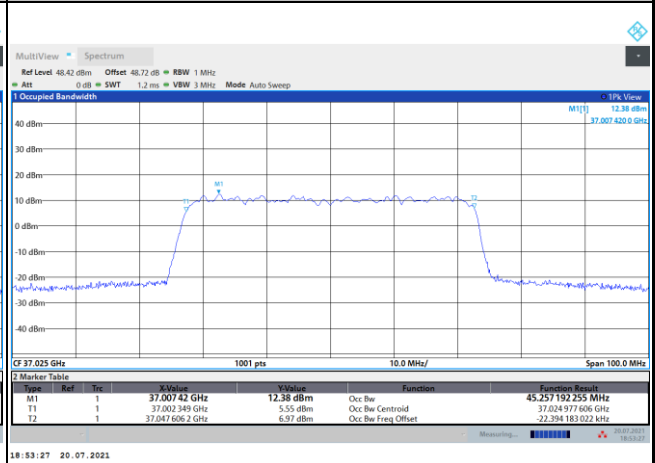 MultiView Spectrum
Ref Level 48.42 dBm Offset 48.72 dB RBW 1 MHz
Att 0 dB SWT 1.2 ms VBW 3 MHz Mode Auto Sweep
1 Occupied Bandwidth 1Pk View
M1[1] 12.38 dBm
37.007 420 0 GHz
40 dBm
30 dBm
20 dBm
M1
T1 T2
10 dBm
0 dBm
-10 dBm
-20 dBm
-30 dBm
-40 dBm
CF 37.025 GHz 1001 pts 10.0 MHz/ Span 100.0 MHz
2 Marker Table
Type Ref Trc X-Value Y-Value Function Function Result
M1 1 37.007 42 GHz 12.38 dBm Occ Bw 45.257 192 255 MHz
T1 1 37.002 349 GHz 5.55 dBm Occ Bw Centroid 37.024 977 606 GHz
T2 1 37.047 606 2 GHz 6.97 dBm Occ Bw Freq Offset -22.394 183 022 kHz
Measuring... 20.07.2021
18:53:27
18:53:27 20.07.2021